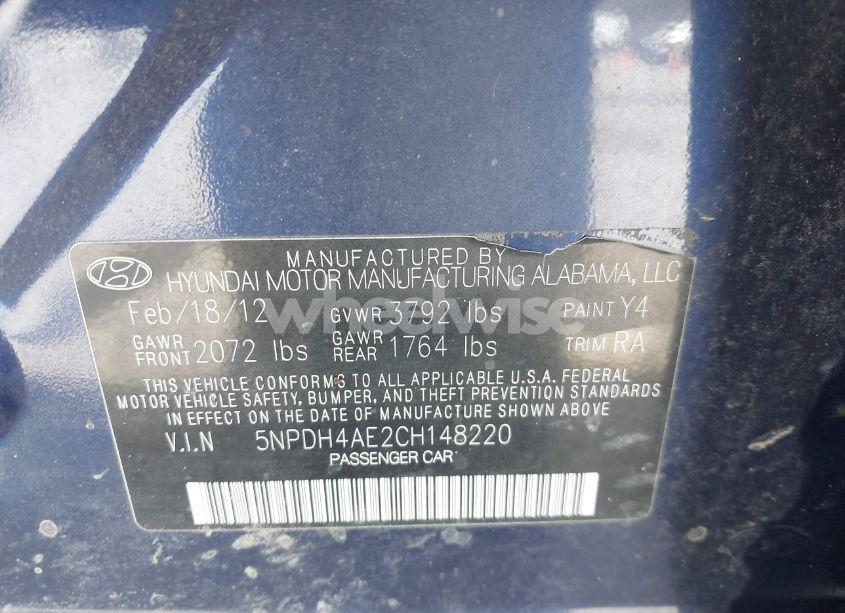 MANUFACTURED BY
HYUNDAI MOTOR MANUFACTURING ALABAMA, LLC
Feb/18/12 GVWR 3792 lbs PAINT Y4
GAWR FRONT 2072 lbs GAWR REAR 1764 lbs TRIM RA
THIS VEHICLE CONFORMS TO ALL APPLICABLE U.S.A. FEDERAL
MOTOR VEHICLE SAFETY, BUMPER, AND THEFT PREVENTION STANDARDS
IN EFFECT ON THE DATE OF MANUFACTURE SHOWN ABOVE
V.I.N 5NPDH4AE2CH148220
PASSENGER CAR
wheelwise